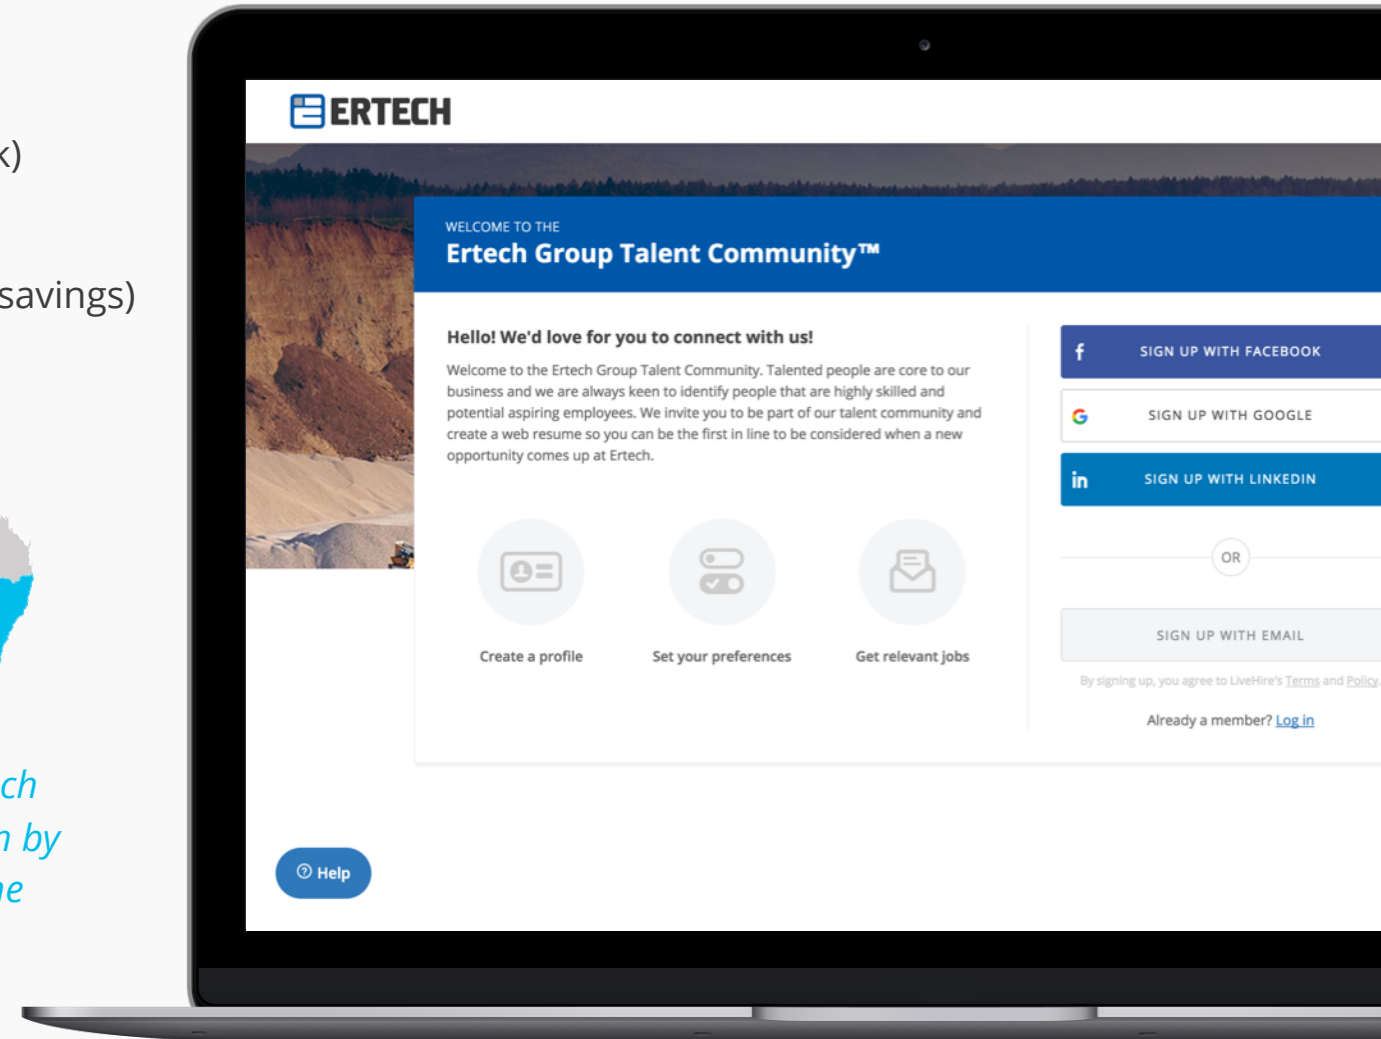 k)
savings)
ch
n by
ne
ERTECH
WELCOME TO THE
Ertech Group Talent Community™
Hello! We'd love for you to connect with us!
Welcome to the Ertech Group Talent Community. Talented people are core to our
business and we are always keen to identify people that are highly skilled and
potential aspiring employees. We invite you to be part of our talent community and
create a web resume so you can be the first in line to be considered when a new
opportunity comes up at Ertech.
Create a profile
Set your preferences
Get relevant jobs
f SIGN UP WITH FACEBOOK
G SIGN UP WITH GOOGLE
in SIGN UP WITH LINKEDIN
OR
SIGN UP WITH EMAIL
By signing up, you agree to LiveHire's Terms and Policy.
Already a member? Log in
? Help